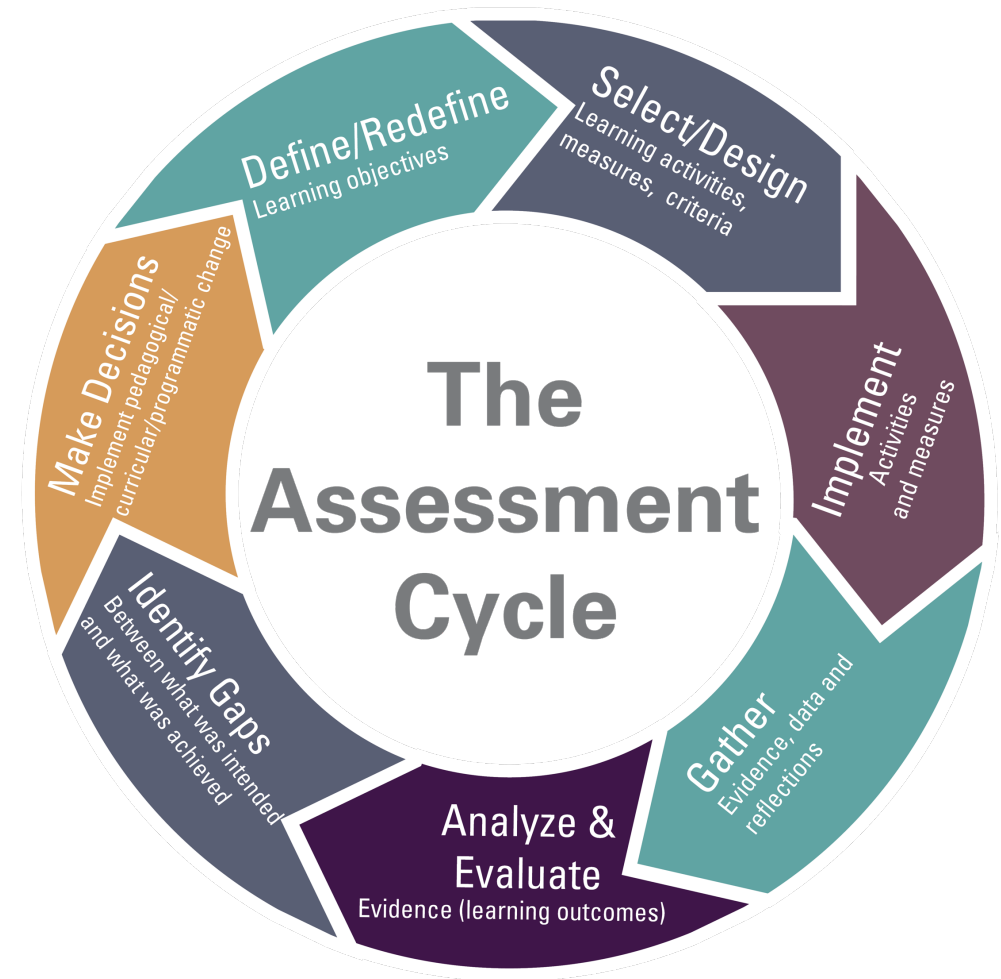 The
Assessment
Cycle
Define/Redefine
Learning objectives
Select/Design
Learning activities,
measures, criteria
Implement
Activities
and measures
Gather
Evidence, data and
reflections
Analyze &
Evaluate
Evidence (learning outcomes)
Identify Gaps
Between what was intended
and what was achieved
Make Decisions
Implement pedagogical/
curricular/programmatic change